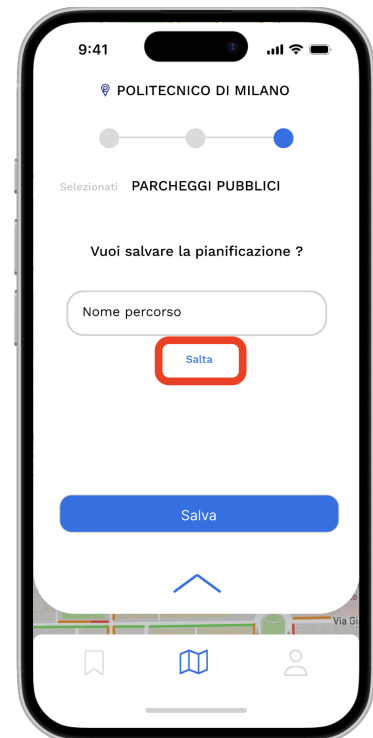 9:41
POLITECNICO DI MILANO
Selezionati PARCHEGGI PUBBLICI
Vuoi salvare la pianificazione ?
Nome percorso
Salta
Salva
Via Gi